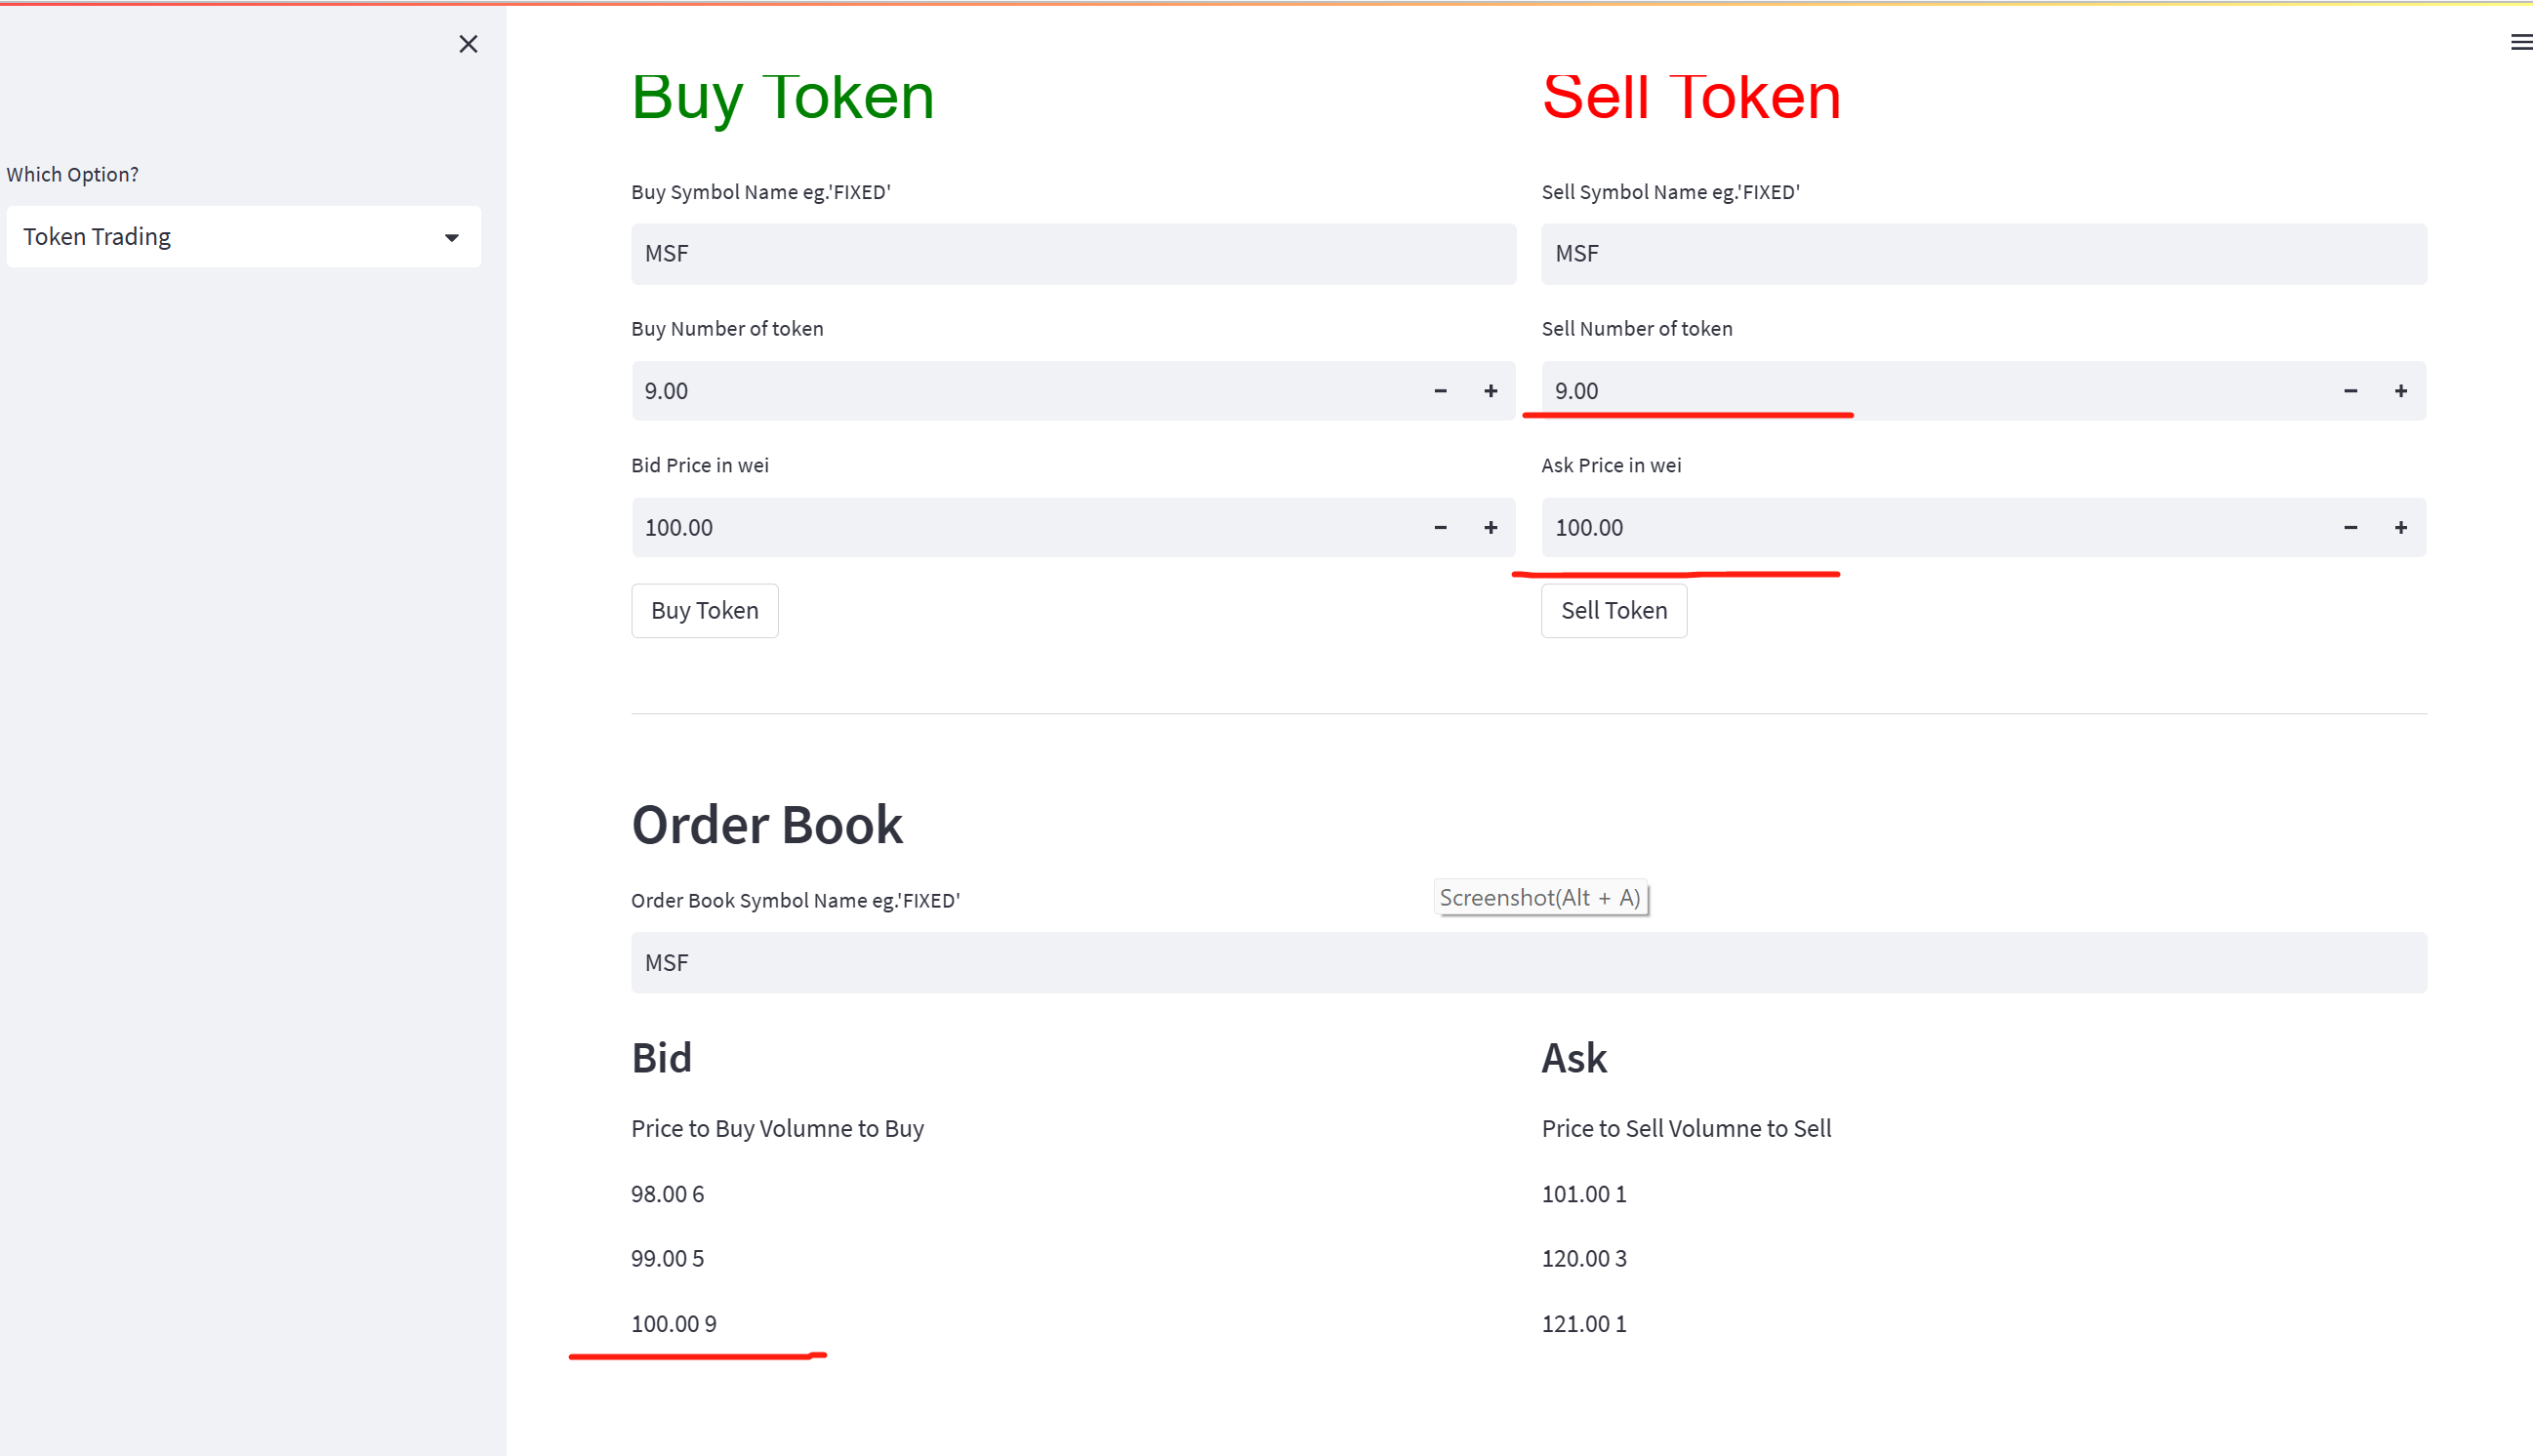 Which Option?
Token Trading
Buy Token
Buy Symbol Name eg.'FIXED'
MSF
Buy Number of token
9.00
Bid Price in wei
100.00
Buy Token
Sell Token
Sell Symbol Name eg.'FIXED'
MSF
Sell Number of token
9.00
Ask Price in wei
100.00
Sell Token
Order Book
Order Book Symbol Name eg.'FIXED'
Screenshot(Alt + A)
MSF
Bid
Price to Buy Volumne to Buy
98.00 6
99.00 5
100.00 9
Ask
Price to Sell Volumne to Sell
101.00 1
120.00 3
121.00 1